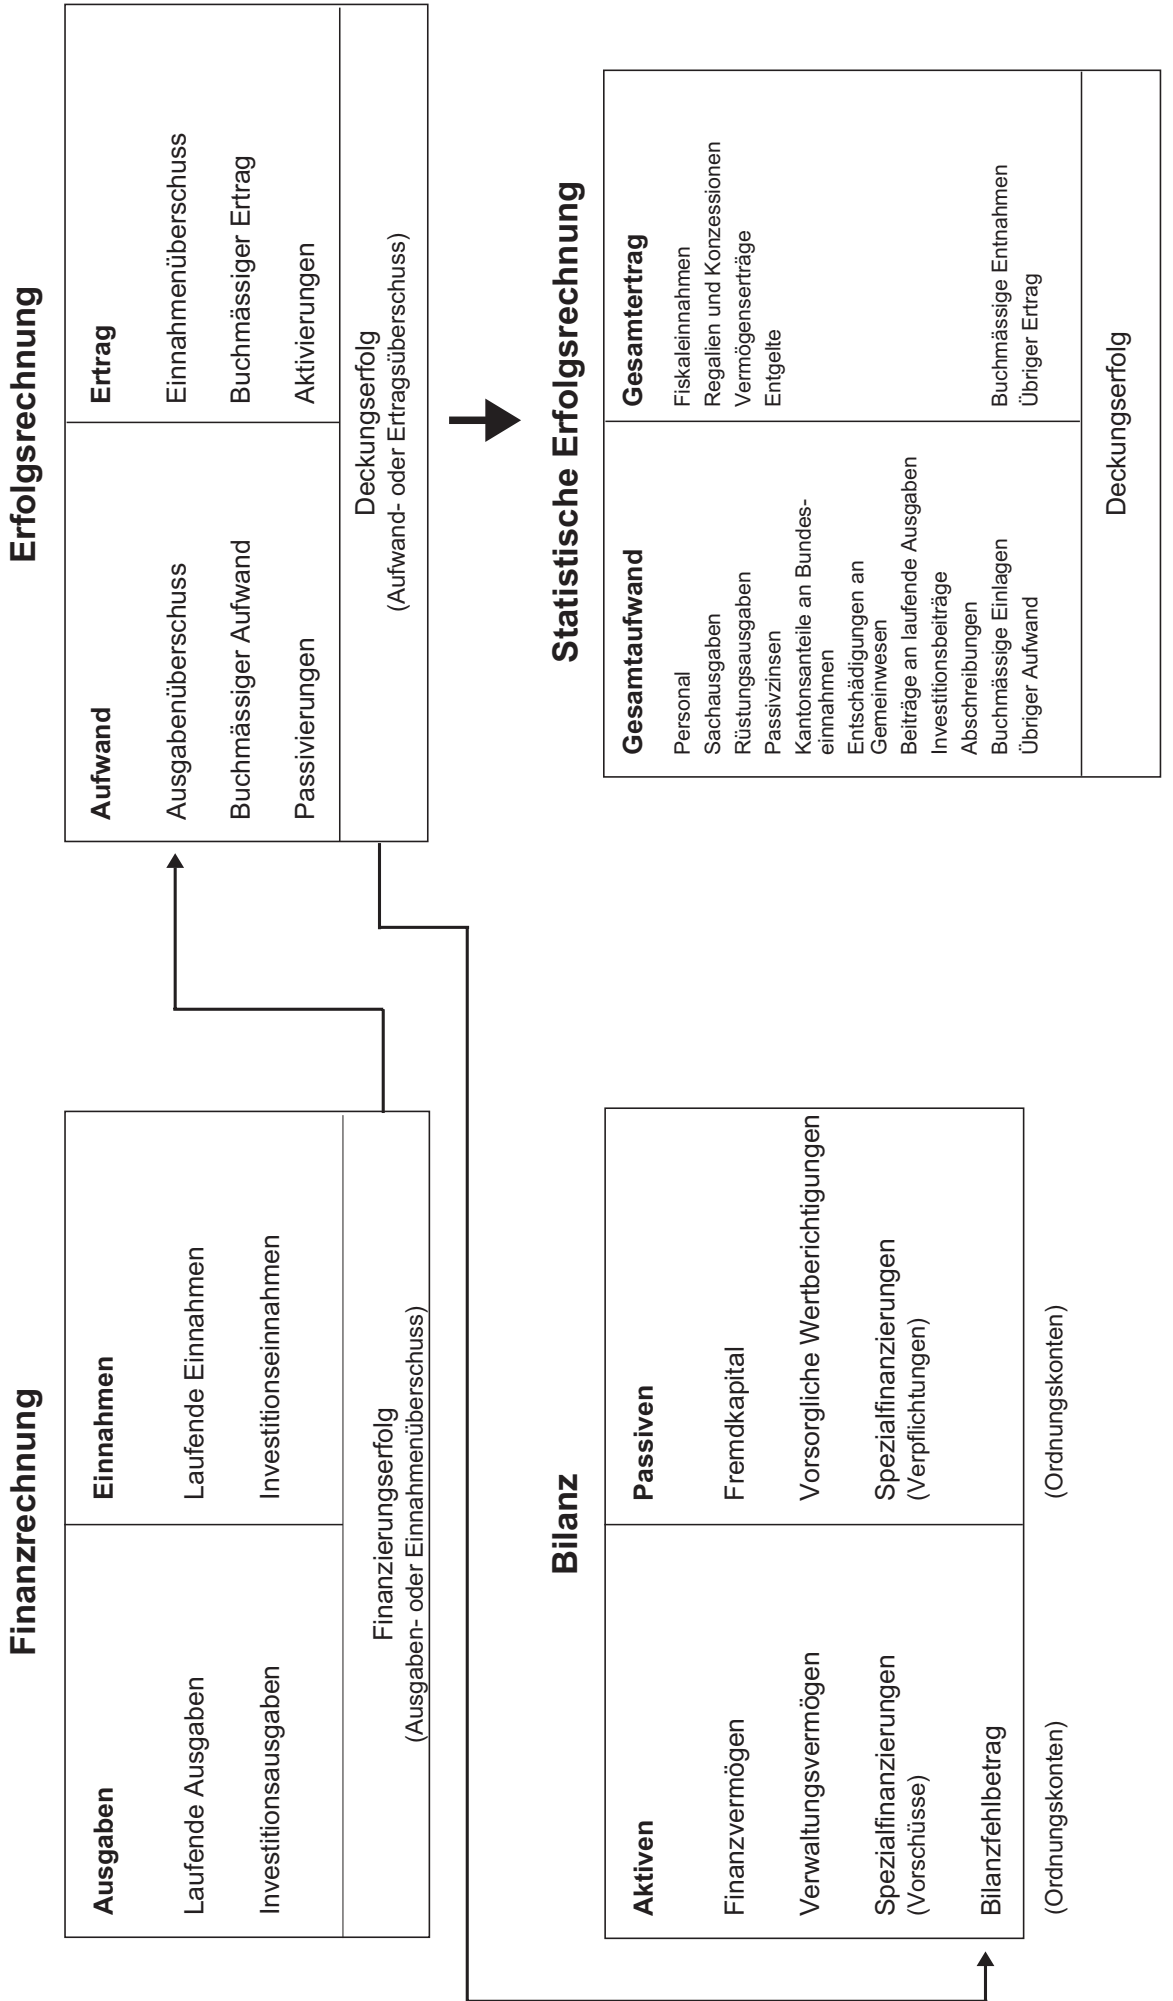 Finanzrechnung
Ausgaben
Laufende Ausgaben
Investitionsausgaben
Einnahmen
Laufende Einnahmen
Investitionseinnahmen
Finanzierungserfolg
(Ausgaben- oder Einnahmenüberschuss)
Erfolgsrechnung
Aufwand
Ausgabenüberschuss
Buchmässiger Aufwand
Passivierungen
Ertrag
Einnahmenüberschuss
Buchmässiger Ertrag
Aktivierungen
Deckungserfolg
(Aufwand- oder Ertragsüberschuss)
Bilanz
Aktiven
Finanzvermögen
Verwaltungsvermögen
Spezialfinanzierungen
(Vorschüsse)
Bilanzfehlbetrag
(Ordnungskonten)
Passiven
Fremdkapital
Vorsorgliche Wertberichtigungen
Spezialfinanzierungen
(Verpflichtungen)
(Ordnungskonten)
Statistische Erfolgsrechnung
Gesamtaufwand
Personal
Sachausgaben
Rüstungsausgaben
Passivzinsen
Kantonsanteile an Bundes-
einnahmen
Entschädigungen an
Gemeinwesen
Beiträge an laufende Ausgaben
Investitionsbeiträge
Abschreibungen
Buchmässige Einlagen
Übriger Aufwand
Gesamtertrag
Fiskaleinnahmen
Regalien und Konzessionen
Vermögenserträge
Entgelte
Buchmässige Entnahmen
Übriger Ertrag
Deckungserfolg